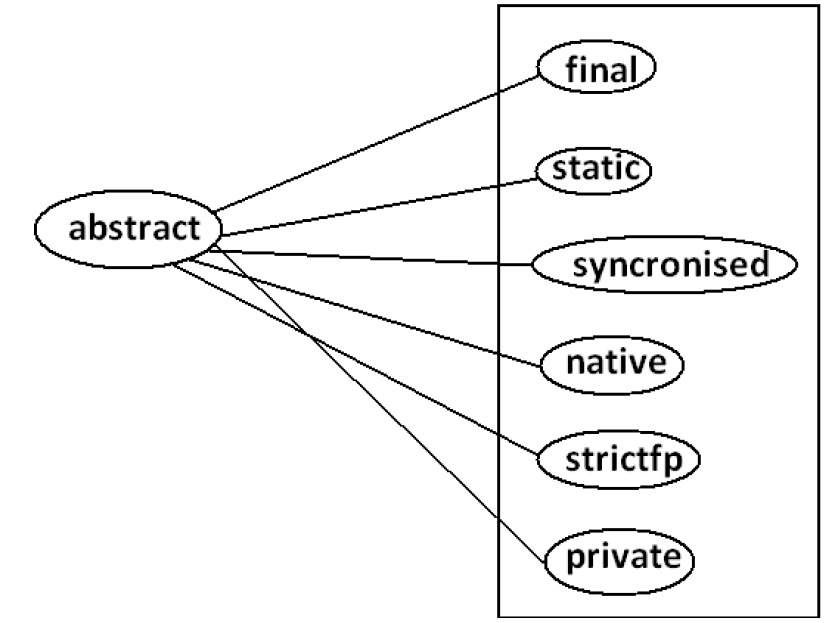 abstract
final
static
syncronised
native
strictfp
private